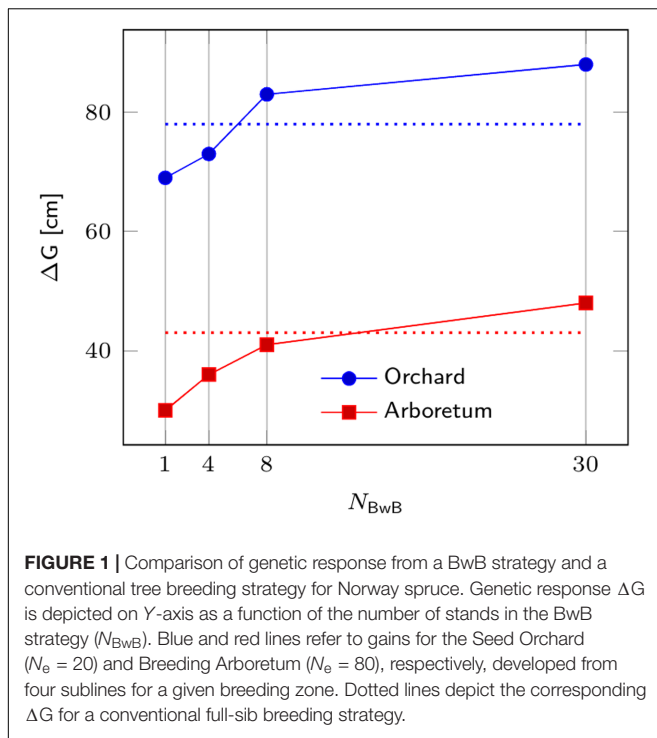 80
60
40
ΔG [cm]
Orchard
Arboretum
1 4 8 30
N_BwB
FIGURE 1 | Comparison of genetic response from a BwB strategy and a
conventional tree breeding strategy for Norway spruce. Genetic response ΔG
is depicted on Y-axis as a function of the number of stands in the BwB
strategy (N_BwB). Blue and red lines refer to gains for the Seed Orchard
(N_e = 20) and Breeding Arboretum (N_e = 80), respectively, developed from
four sublines for a given breeding zone. Dotted lines depict the corresponding
ΔG for a conventional full-sib breeding strategy.